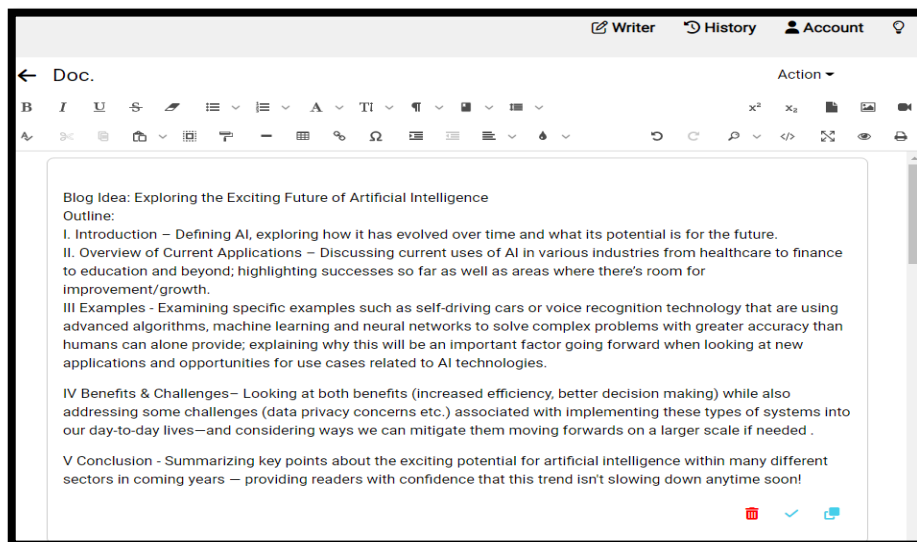 Writer History Account
Doc. Action
Blog Idea: Exploring the Exciting Future of Artificial Intelligence
Outline:
I. Introduction – Defining AI, exploring how it has evolved over time and what its potential is for the future.
II. Overview of Current Applications – Discussing current uses of AI in various industries from healthcare to finance
to education and beyond; highlighting successes so far as well as areas where there's room for
improvement/growth.
III Examples - Examining specific examples such as self-driving cars or voice recognition technology that are using
advanced algorithms, machine learning and neural networks to solve complex problems with greater accuracy than
humans can alone provide; explaining why this will be an important factor going forward when looking at new
applications and opportunities for use cases related to AI technologies.
IV Benefits & Challenges– Looking at both benefits (increased efficiency, better decision making) while also
addressing some challenges (data privacy concerns etc.) associated with implementing these types of systems into
our day-to-day lives—and considering ways we can mitigate them moving forwards on a larger scale if needed .
V Conclusion - Summarizing key points about the exciting potential for artificial intelligence within many different
sectors in coming years — providing readers with confidence that this trend isn't slowing down anytime soon!